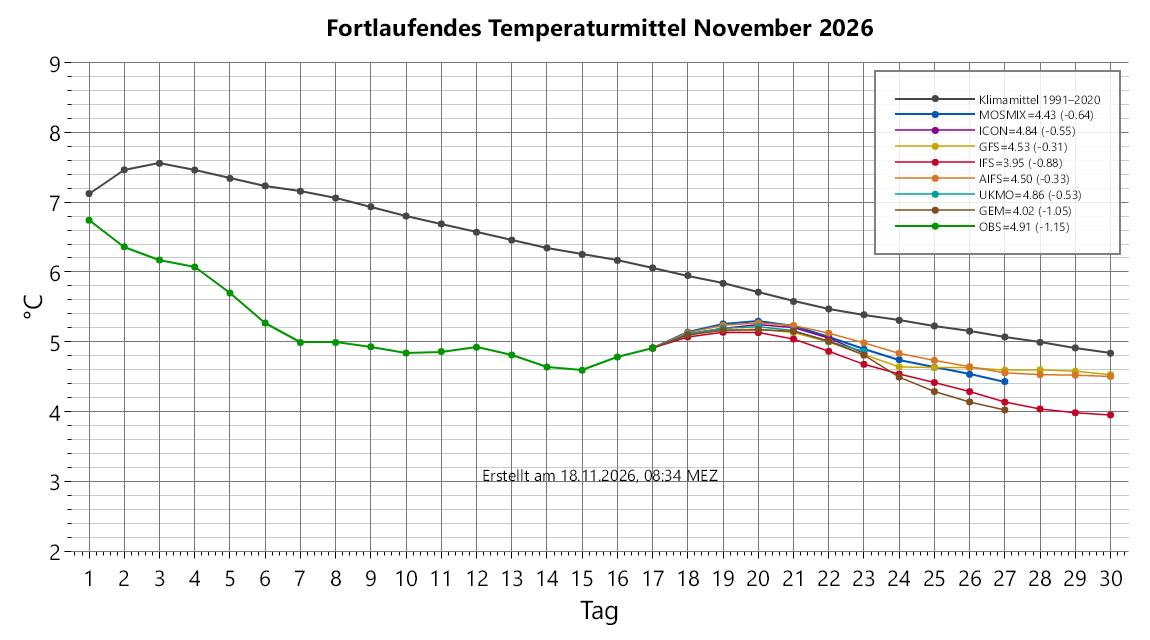 Fortlaufendes Temperaturmittel November 2026
9
8
7
6
5
4
3
2
°C
Klimamittel 1991–2020
MOSMIX=4.43 (-0.64)
ICON=4.84 (-0.55)
GFS=4.53 (-0.31)
IFS=3.95 (-0.88)
AIFS=4.50 (-0.33)
UKMO=4.86 (-0.53)
GEM=4.02 (-1.05)
OBS=4.91 (-1.15)
Erstellt am 18.11.2026, 08:34 MEZ
1 2 3 4 5 6 7 8 9 10 11 12 13 14 15 16 17 18 19 20 21 22 23 24 25 26 27 28 29 30
Tag